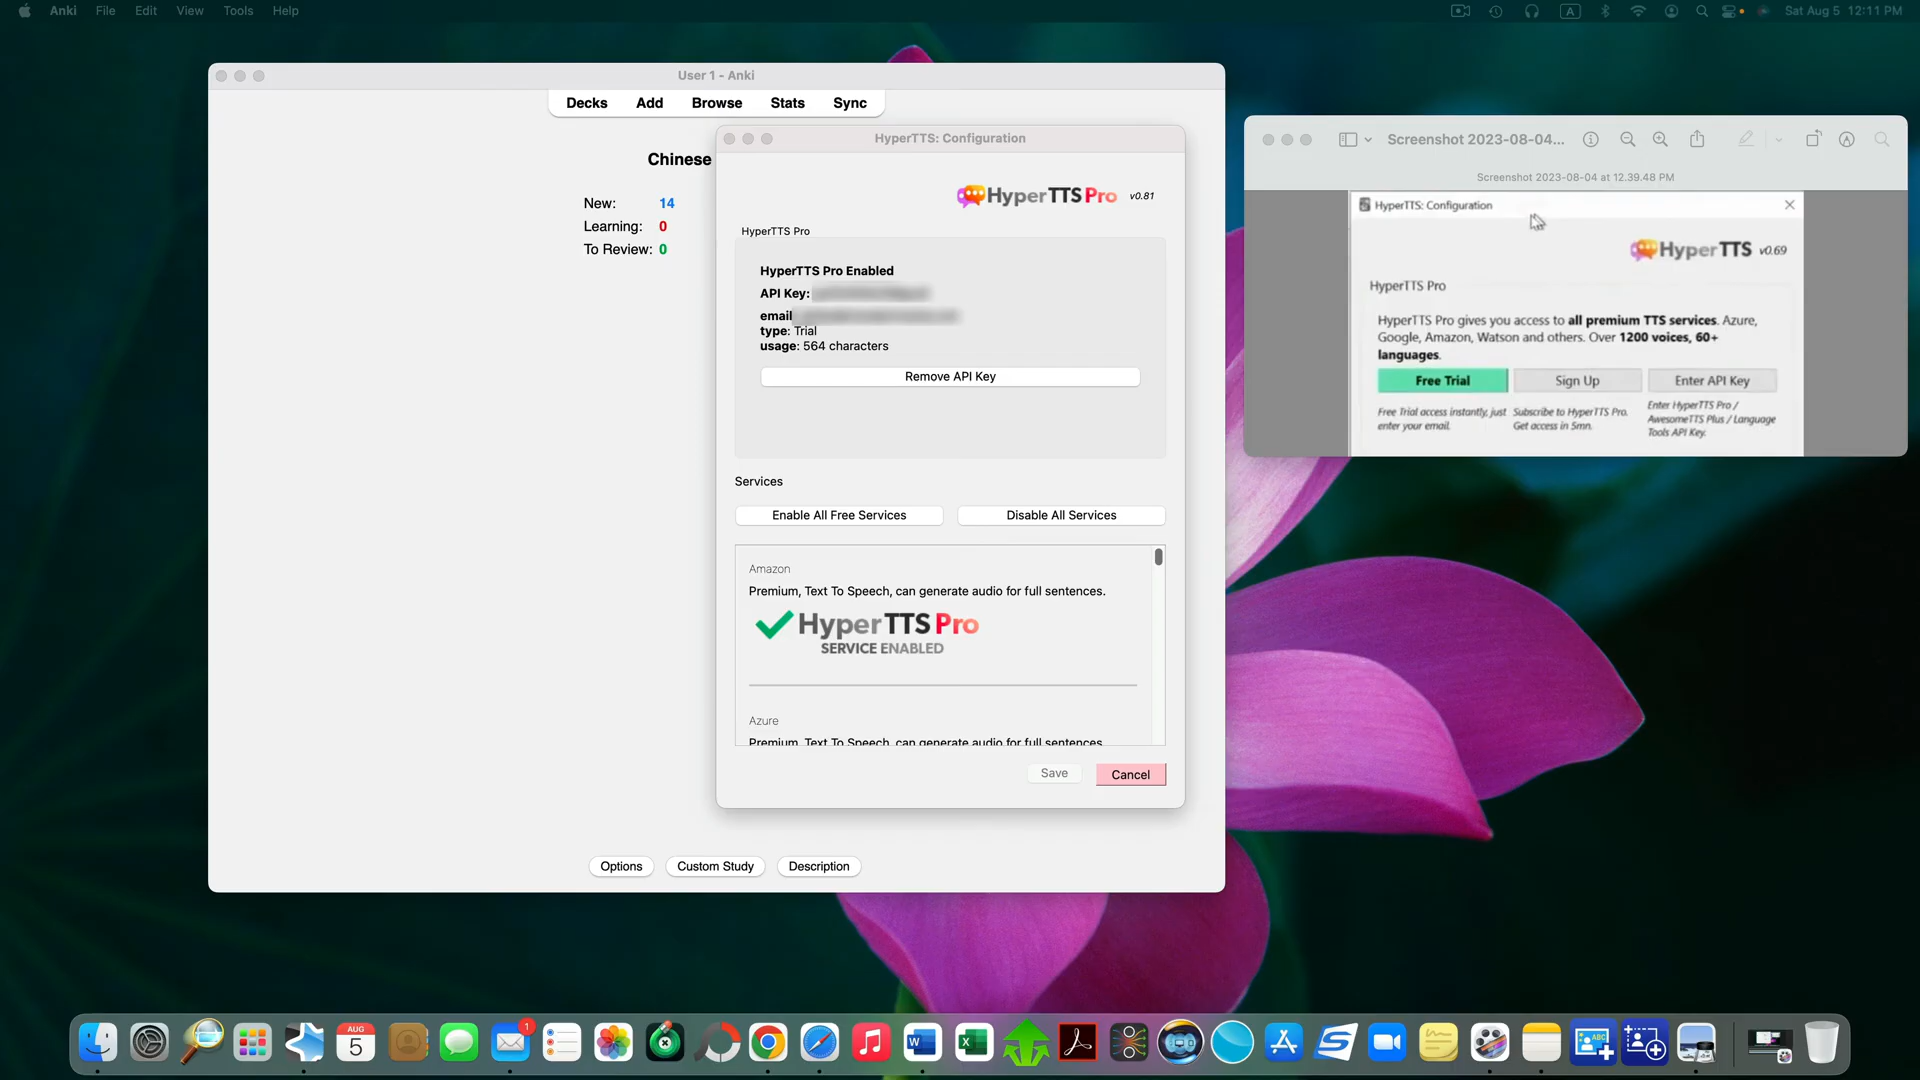 Anki File Edit View Tools Help
A
Sat Aug 5 12:11 PM
User 1 - Anki
Decks Add Browse Stats Sync
Chinese
New: 14
Learning: 0
To Review: 0
HyperTTS: Configuration
HyperTTS Pro v0.81
HyperTTS Pro
HyperTTS Pro Enabled
API Key:
email
type: Trial
usage: 564 characters
Remove API Key
Services
Enable All Free Services Disable All Services
Amazon
Premium, Text To Speech, can generate audio for full sentences.
HyperTTS Pro
SERVICE ENABLED
Azure
Premium, Text To Speech, can generate audio for full sentences
Save Cancel
Options Custom Study Description
Screenshot 2023-08-04...
Screenshot 2023-08-04 at 12.39.48 PM
HyperTTS: Configuration
HyperTTS v0.69
HyperTTS Pro
HyperTTS Pro gives you access to all premium TTS services. Azure,
Google, Amazon, Watson and others. Over 1200 voices, 60+
languages.
Free Trial Sign Up Enter API Key
Free Trial access instantly, just
enter your email.
Subscribe to HyperTTS Pro.
Get access in 5mn.
Enter HyperTTS Pro /
AwesomeTTS Plus / Language
Tools API Key.
AUG
5
1
W
X
S
ABC